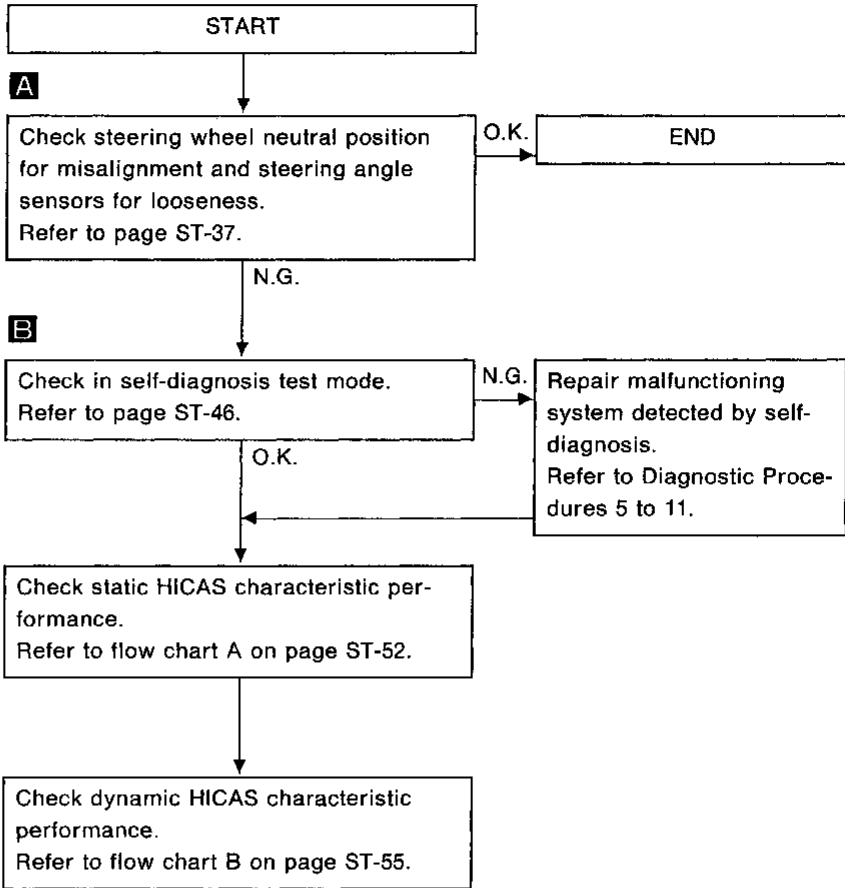 START
A
Check steering wheel neutral position
for misalignment and steering angle
sensors for looseness.
Refer to page ST-37.
O.K.
END
N.G.
B
Check in self-diagnosis test mode.
Refer to page ST-46.
N.G.
Repair malfunctioning
system detected by self-
diagnosis.
Refer to Diagnostic Proce-
dures 5 to 11.
O.K.
Check static HICAS characteristic per-
formance.
Refer to flow chart A on page ST-52.
Check dynamic HICAS characteristic
performance.
Refer to flow chart B on page ST-55.